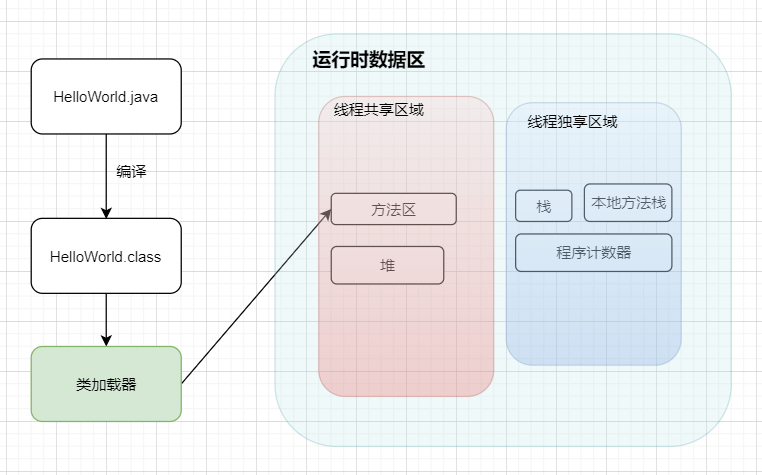 HelloWorld.java
编译
HelloWorld.class
类加载器
运行时数据区
线程共享区域
方法区
堆
线程独享区域
栈
本地方法栈
程序计数器